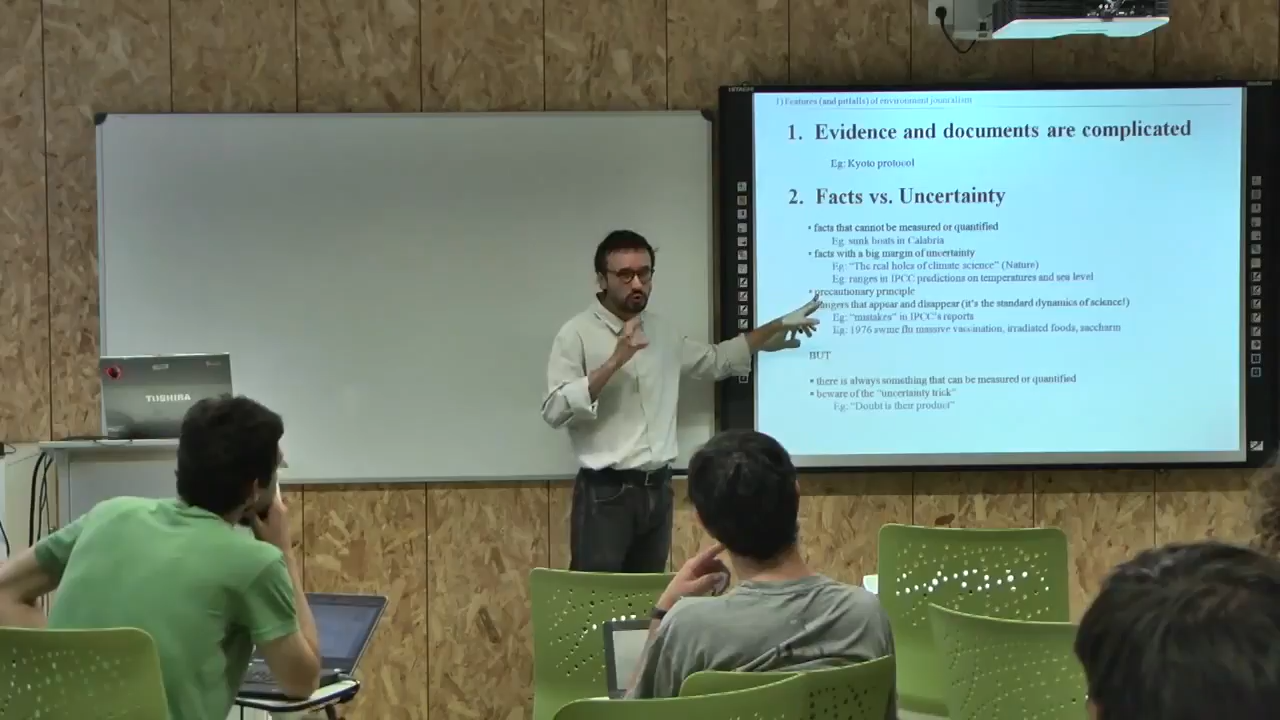 HITACHI
1) Features (and pitfalls) of environment journalism
1. Evidence and documents are complicated
Eg: Kyoto protocol
2. Facts vs. Uncertainty
• facts that cannot be measured or quantified
Eg: sunk boats in Calabria
• facts with a big margin of uncertainty
Eg: “The real holes of climate science” (Nature)
Eg: ranges in IPCC predictions on temperatures and sea level
• precautionary principle
that appear and disappear (it's the standard dynamics of science!)
Eg: “mistakes” in IPCC's reports
Eg: 1976 swine flu massive vaccination, irradiated foods, saccharin
BUT
• there is always something that can be measured or quantified
• beware of the “uncertainty trick”
Eg: “Doubt is their product”
TOSHIBA